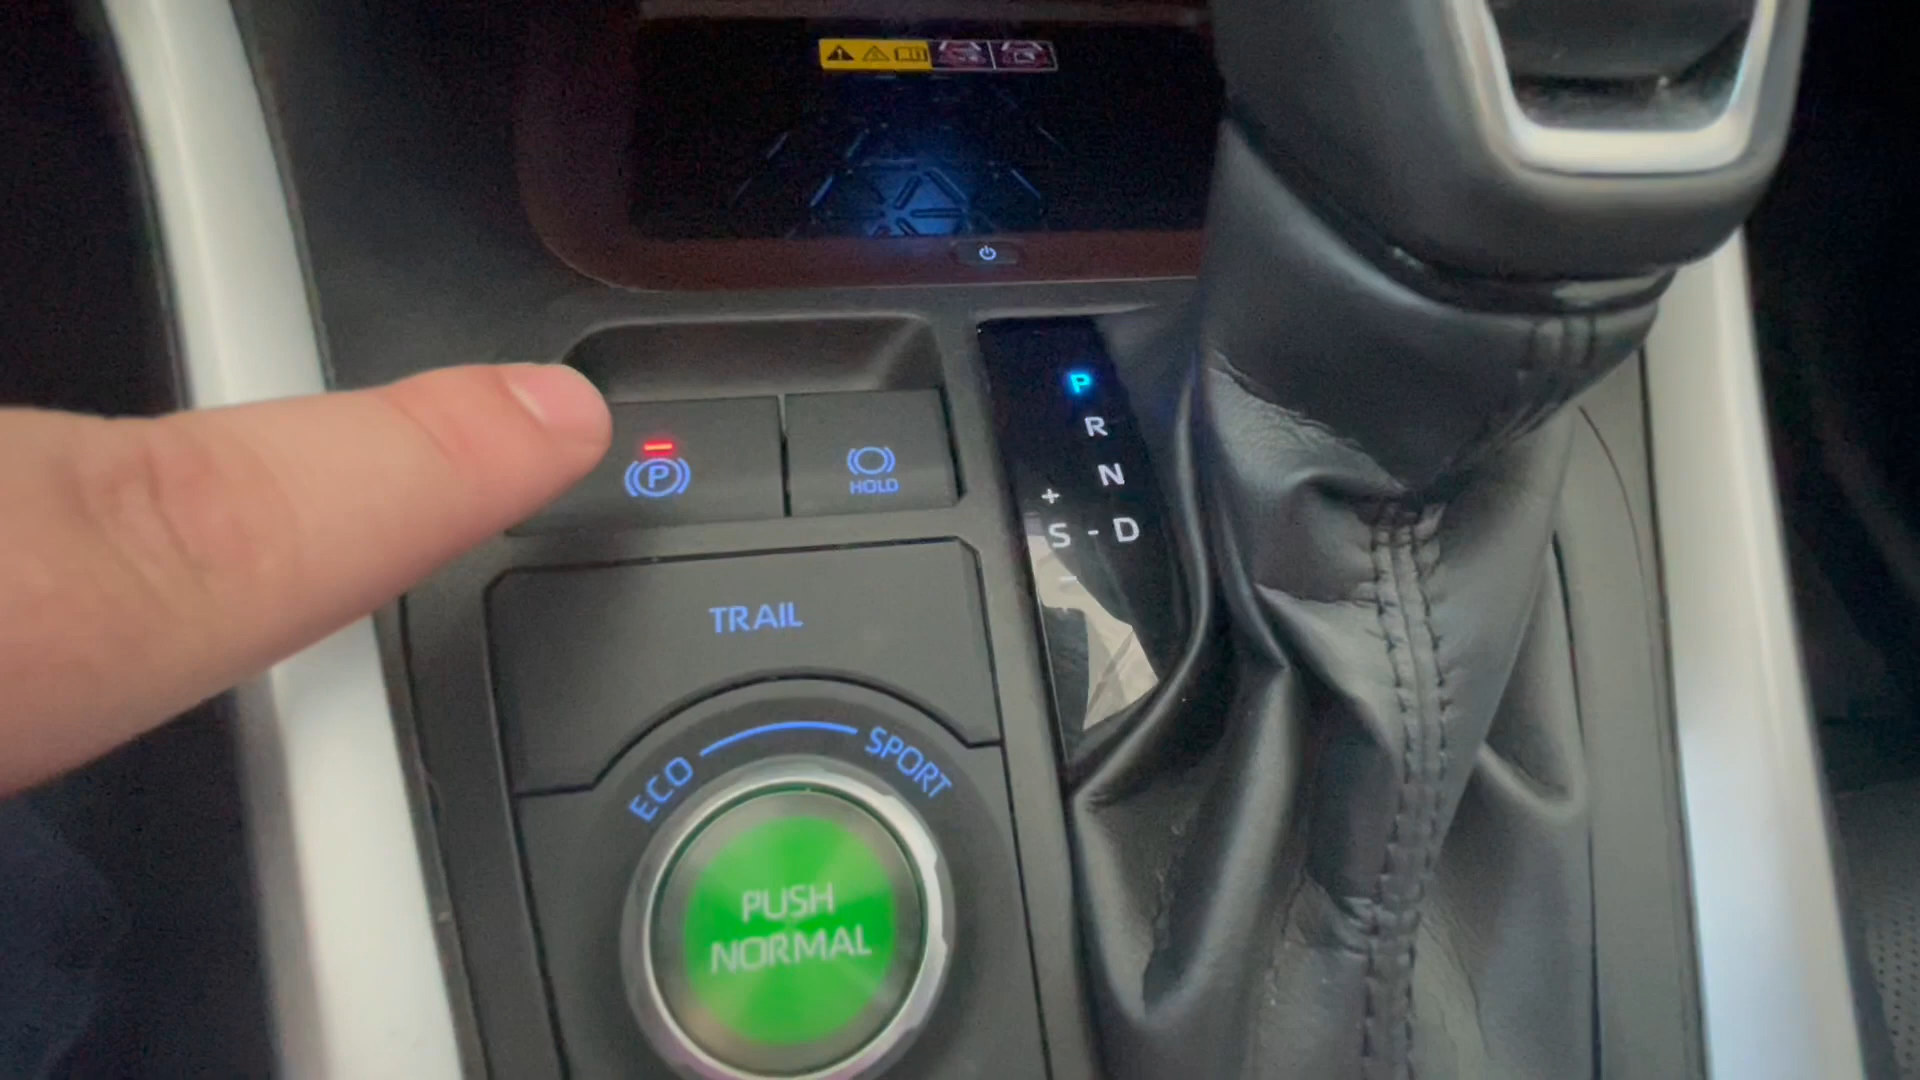 P
R
N
+
S - D
-
P
HOLD
TRAIL
ECO
SPORT
PUSH
NORMAL